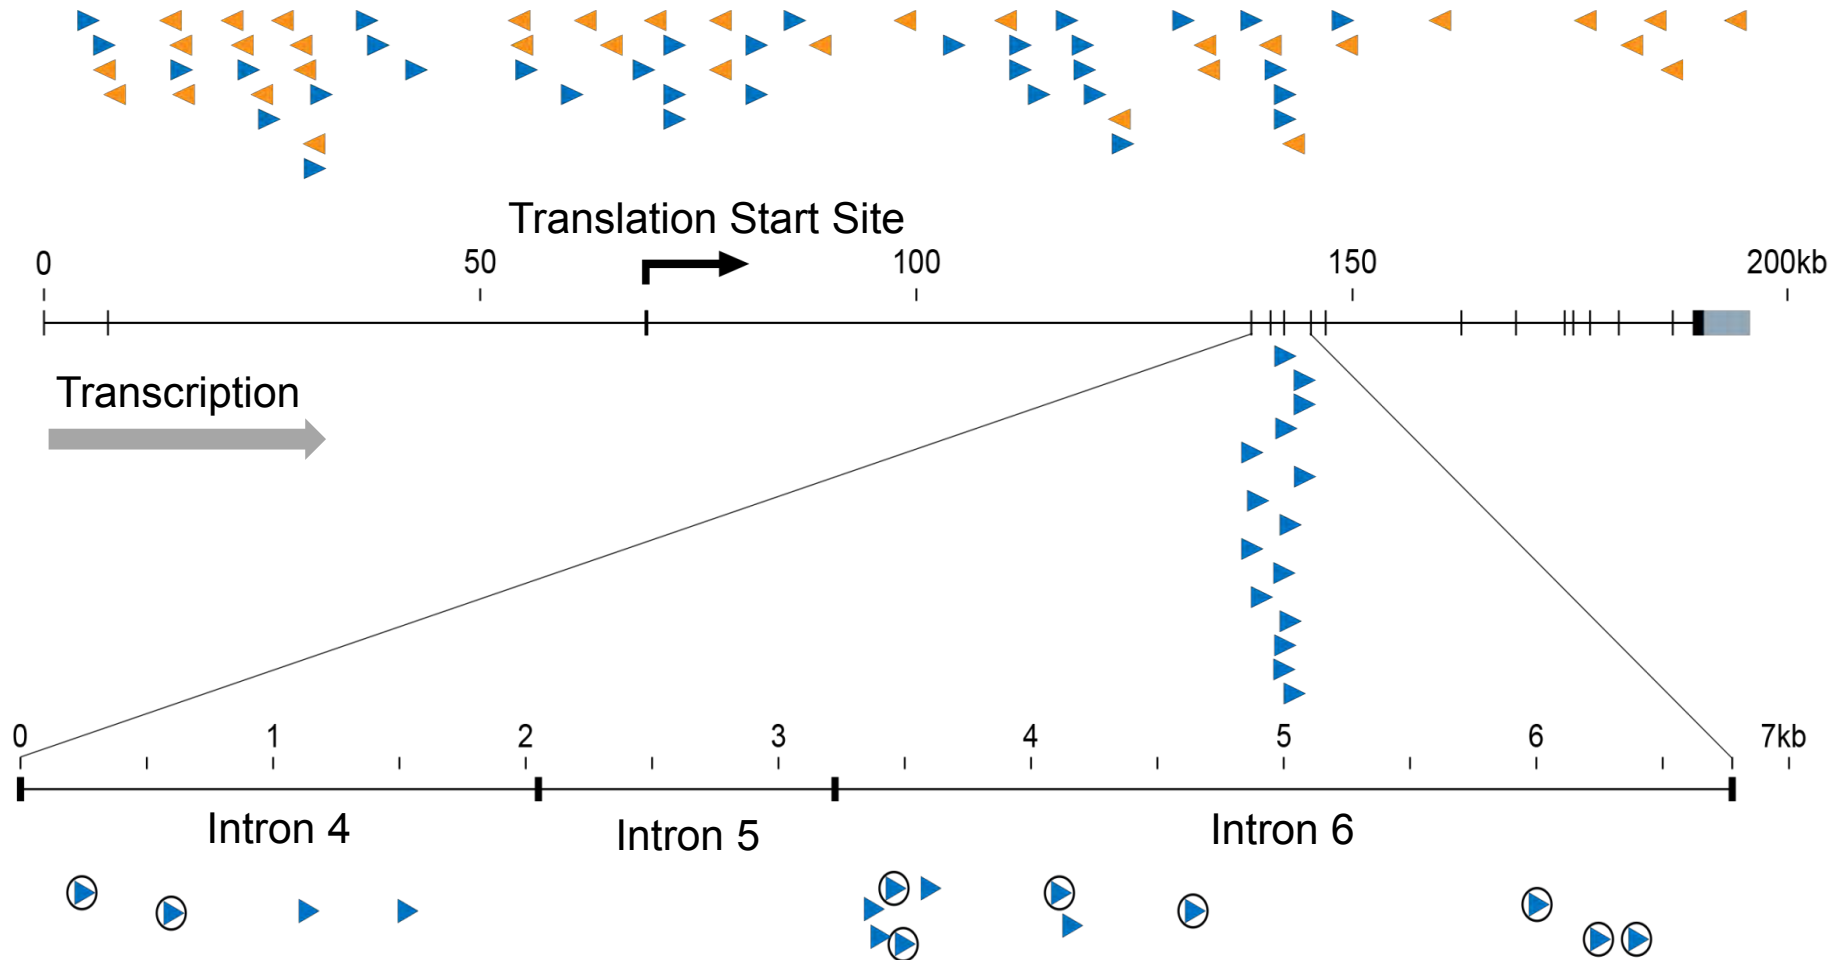 Translation Start Site
0 50 100 150 200kb
Transcription
0 1 2 3 4 5 6 7kb
Intron 4 Intron 5 Intron 6